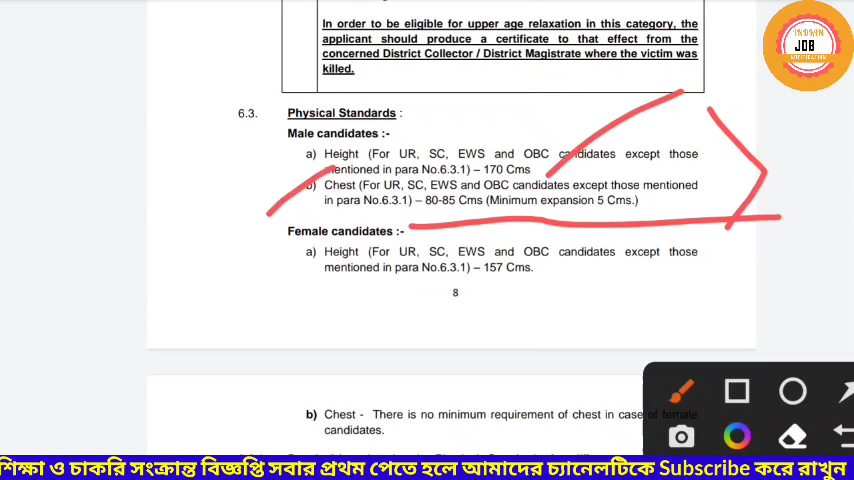 In order to be eligible for upper age relaxation in this category, the
applicant should produce a certificate to that effect from the
concerned District Collector / District Magistrate where the victim was
killed.
INDIAN
JOB
NOTIFICATION
6.3. Physical Standards :
Male candidates :-
a) Height (For UR, SC, EWS and OBC candidates except those
mentioned in para No.6.3.1) – 170 Cms
b) Chest (For UR, SC, EWS and OBC candidates except those mentioned
in para No.6.3.1) – 80-85 Cms (Minimum expansion 5 Cms.)
Female candidates :-
a) Height (For UR, SC, EWS and OBC candidates except those
mentioned in para No.6.3.1) – 157 Cms.
8
b) Chest - There is no minimum requirement of chest in case of female
candidates.
শিক্ষা ও চাকরি সংক্রান্ত বিজ্ঞপ্তি সবার প্রথম পেতে হলে আমাদের চ্যানেলটিকে Subscribe করে রাখুন